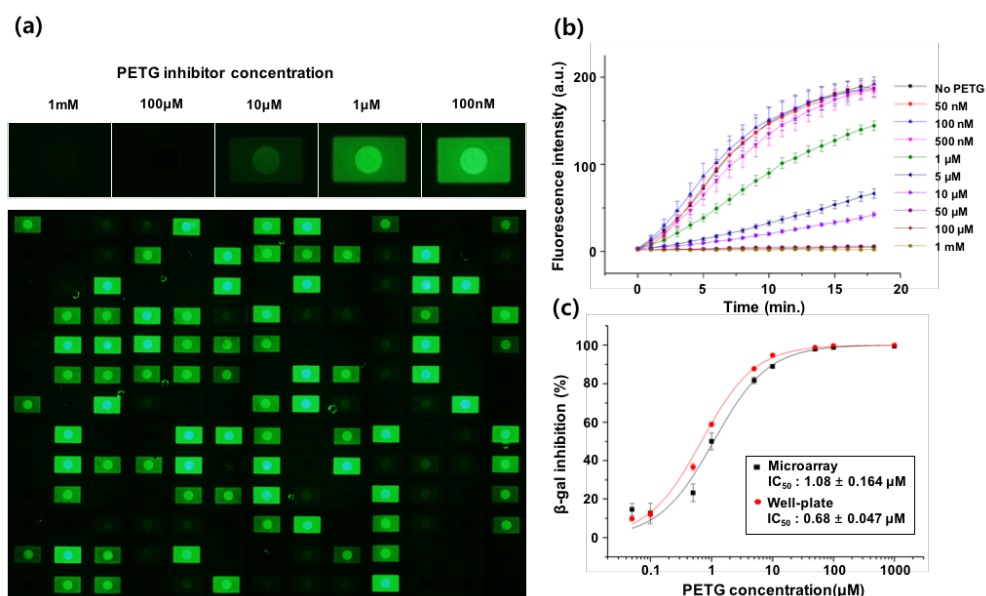 (a)
PETG inhibitor concentration
1mM 100μM 10μM 1μM 100nM
(b)
Fluorescence intensity (a.u.)
200
100
0
0 5 10 15 20
Time (min.)
No PETG
50 nM
100 nM
500 nM
1 μM
5 μM
10 μM
50 μM
100 μM
1 mM
(c)
β-gal inhibition (%)
100
80
60
40
20
0
0.1 1 10 100 1000
PETG concentration(μM)
Microarray
IC50 : 1.08 ± 0.164 μM
Well-plate
IC50 : 0.68 ± 0.047 μM